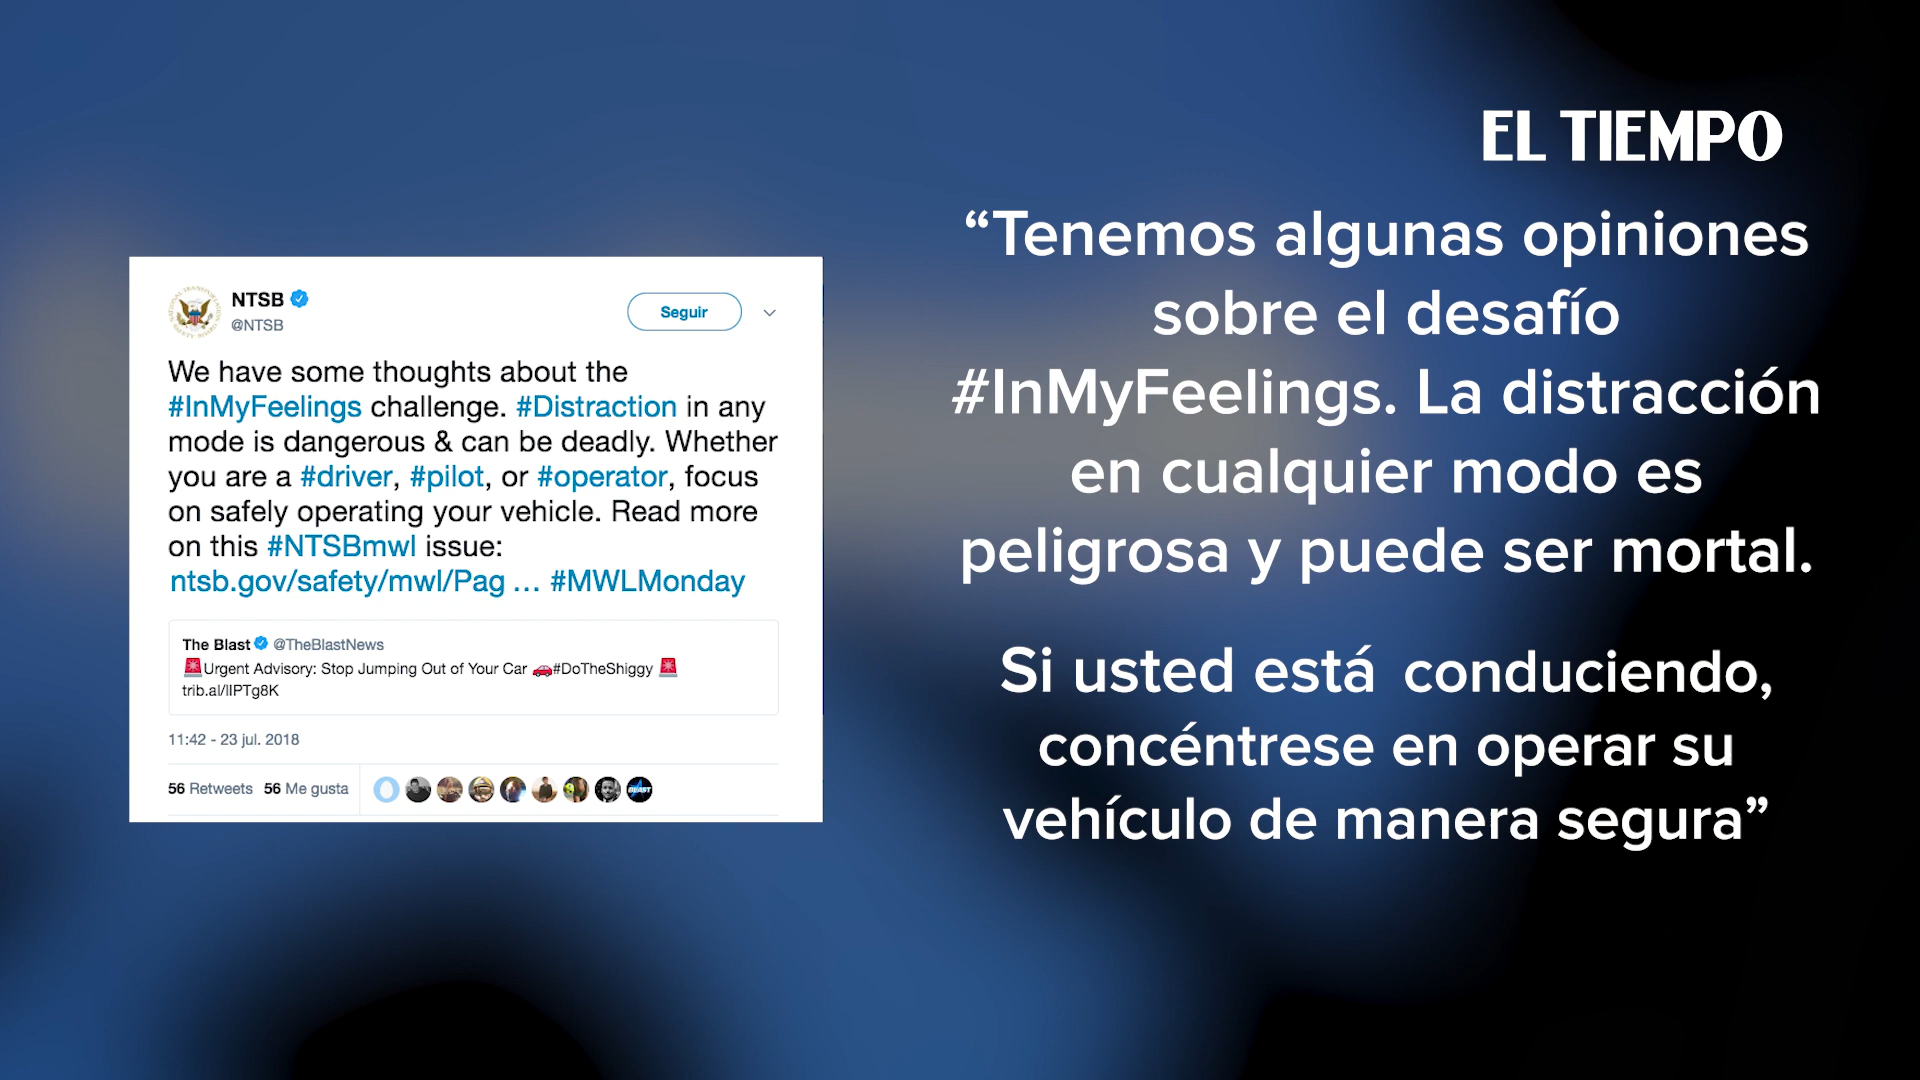 EL TIEMPO
NTSB
@NTSB
Seguir
We have some thoughts about the
#InMyFeelings challenge. #Distraction in any
mode is dangerous & can be deadly. Whether
you are a #driver, #pilot, or #operator, focus
on safely operating your vehicle. Read more
on this #NTSBmwl issue:
ntsb.gov/safety/mwl/Pag … #MWLMonday
The Blast @TheBlastNews
🚨Urgent Advisory: Stop Jumping Out of Your Car 🚗#DoTheShiggy 🚨
trib.al/lIPTg8K
11:42 - 23 jul. 2018
56 Retweets 56 Me gusta
“Tenemos algunas opiniones
sobre el desafío
#InMyFeelings. La distracción
en cualquier modo es
peligrosa y puede ser mortal.
Si usted está conduciendo,
concéntrese en operar su
vehículo de manera segura”